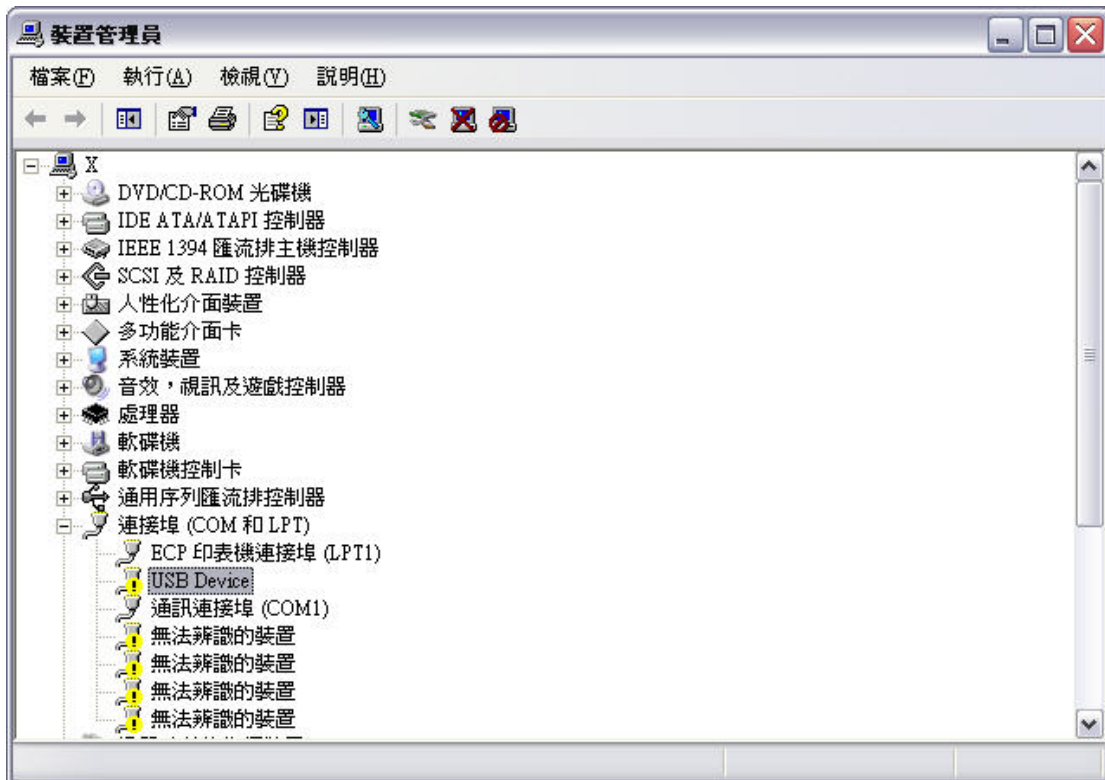 裝置管理員
檔案(F) 執行(A) 檢視(V) 說明(H)
X
DVD/CD-ROM 光碟機
IDE ATA/ATAPI 控制器
IEEE 1394 匯流排主機控制器
SCSI 及 RAID 控制器
人性化介面裝置
多功能介面卡
系統裝置
音效，視訊及遊戲控制器
處理器
軟碟機
軟碟機控制卡
通用序列匯流排控制器
連接埠 (COM 和 LPT)
ECP 印表機連接埠 (LPT1)
USB Device
通訊連接埠 (COM1)
無法辨識的裝置
無法辨識的裝置
無法辨識的裝置
無法辨識的裝置